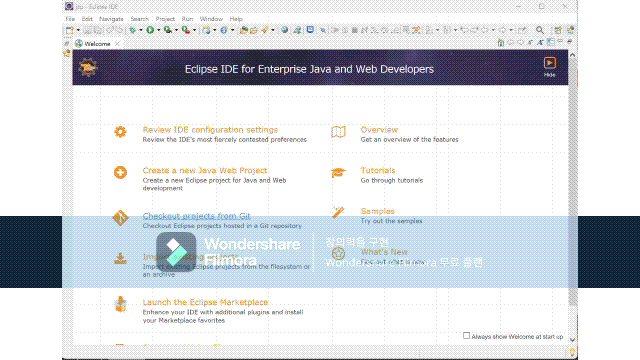 jsp - Eclipse IDE
File Edit Navigate Search Project Run Window Help
Welcome
Eclipse IDE for Enterprise Java and Web Developers
Hide
Review IDE configuration settings
Review the IDE's most fiercely contested preferences
Overview
Get an overview of the features
Create a new Java Web Project
Create a new Eclipse project for Java and Web
development
Tutorials
Go through tutorials
Checkout projects from Git
Checkout Eclipse projects hosted in a Git repository
Samples
Try out the samples
Import existing Eclipse projects from the filesystem or
an archive
What's New
Wondershare
Filmora
창의력을 구현
Wondershare Filmora 무료 플랜
Launch the Eclipse Marketplace
Enhance your IDE with additional plugins and install
your Marketplace favorites
Always show Welcome at start up